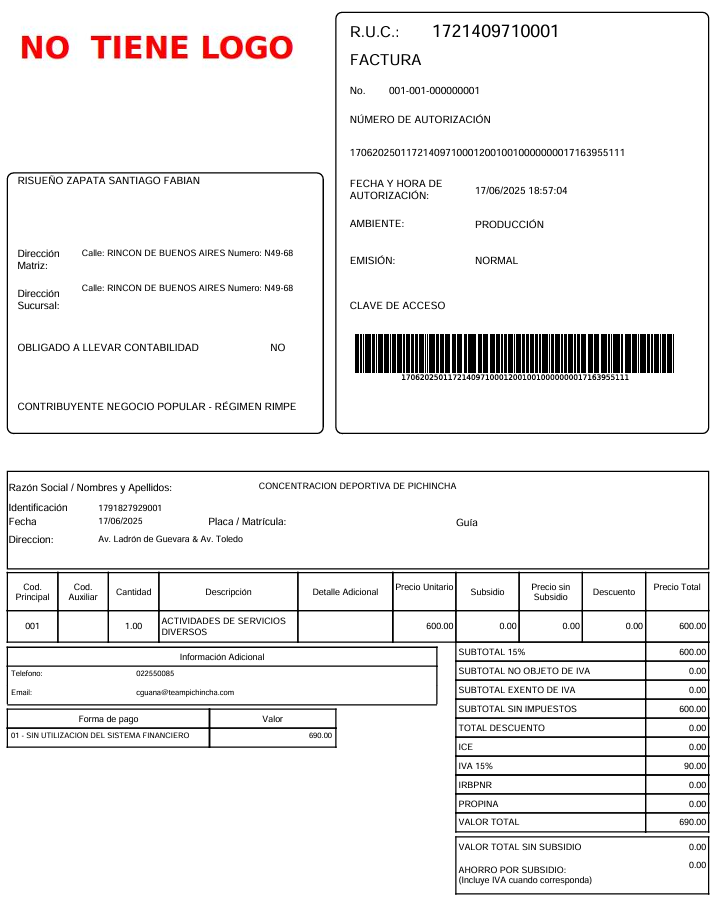 NO TIENE LOGO
R.U.C.: 1721409710001
FACTURA
No. 001-001-000000001
NÚMERO DE AUTORIZACIÓN
1706202501172140971000120010010000000017163955111
FECHA Y HORA DE
AUTORIZACIÓN: 17/06/2025 18:57:04
AMBIENTE: PRODUCCIÓN
EMISIÓN: NORMAL
CLAVE DE ACCESO
1706202501172140971000120010010000000017163955111
RISUEÑO ZAPATA SANTIAGO FABIAN
Dirección Calle: RINCON DE BUENOS AIRES Numero: N49-68
Matriz:
Dirección Calle: RINCON DE BUENOS AIRES Numero: N49-68
Sucursal:
OBLIGADO A LLEVAR CONTABILIDAD NO
CONTRIBUYENTE NEGOCIO POPULAR - RÉGIMEN RIMPE
Razón Social / Nombres y Apellidos: CONCENTRACION DEPORTIVA DE PICHINCHA
Identificación 1791827929001
Fecha 17/06/2025 Placa / Matrícula: Guía
Direccion: Av. Ladrón de Guevara & Av. Toledo
Cod. Principal Cod. Auxiliar Cantidad Descripción Detalle Adicional Precio Unitario Subsidio Precio sin Subsidio Descuento Precio Total
001 1.00 ACTIVIDADES DE SERVICIOS DIVERSOS 600.00 0.00 0.00 0.00 600.00
Información Adicional
Telefono: 022550085
Email: cguana@teampichincha.com
Forma de pago Valor
01 - SIN UTILIZACION DEL SISTEMA FINANCIERO 690.00
SUBTOTAL 15% 600.00
SUBTOTAL NO OBJETO DE IVA 0.00
SUBTOTAL EXENTO DE IVA 0.00
SUBTOTAL SIN IMPUESTOS 600.00
TOTAL DESCUENTO 0.00
ICE 0.00
IVA 15% 90.00
IRBPNR 0.00
PROPINA 0.00
VALOR TOTAL 690.00
VALOR TOTAL SIN SUBSIDIO 0.00
AHORRO POR SUBSIDIO: 0.00
(Incluye IVA cuando corresponda)